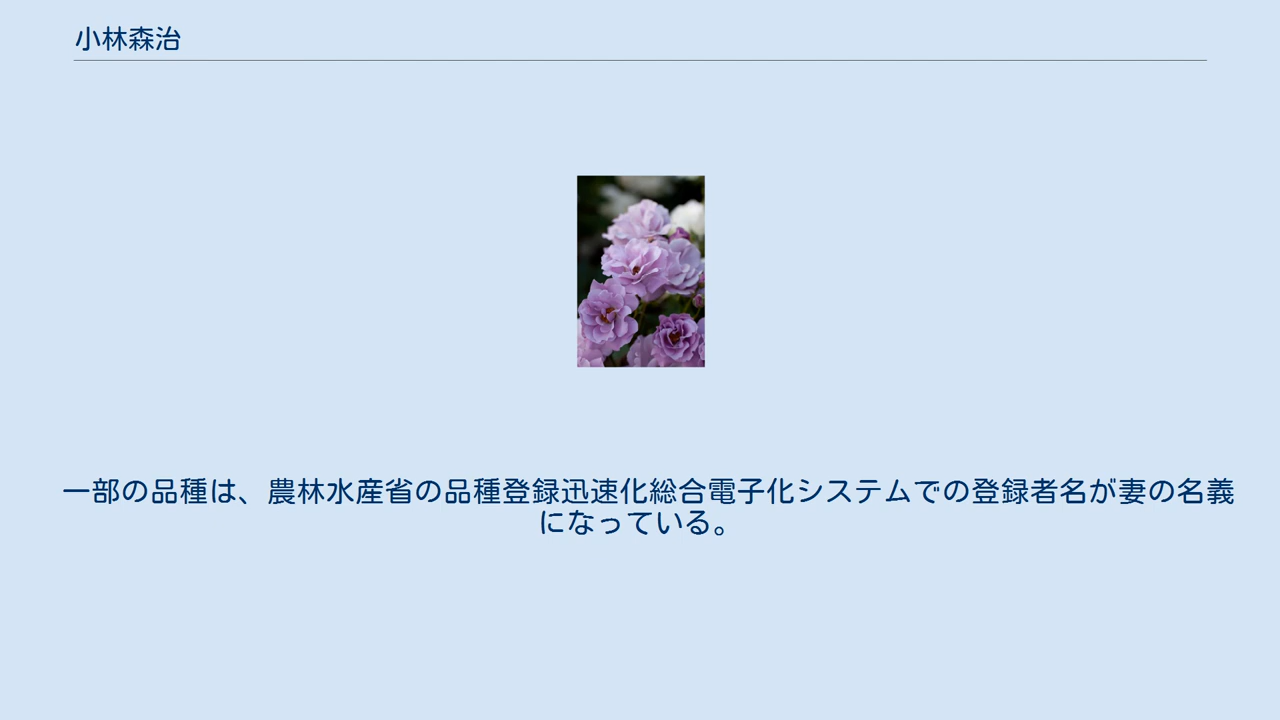 小林森治
一部の品種は、農林水産省の品種登録迅速化総合電子化システムでの登録者名が妻の名義
になっている。